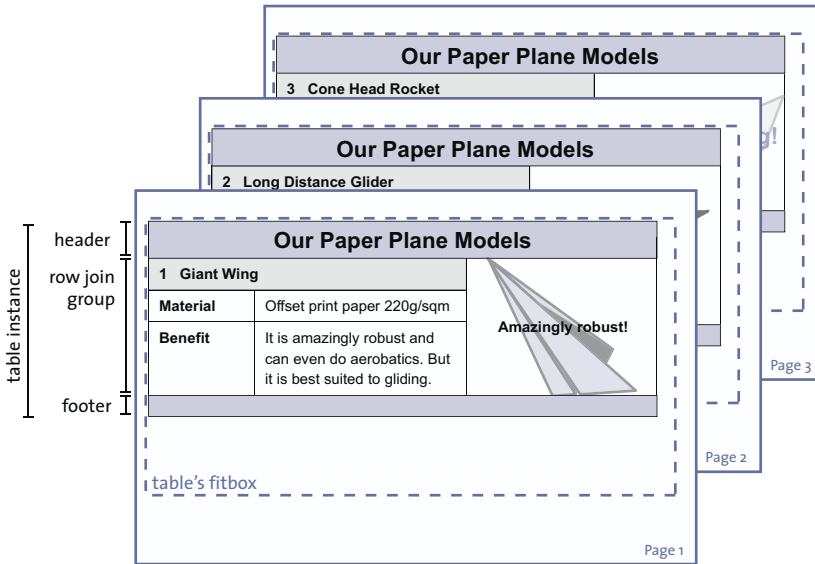 Our Paper Plane Models
3 Cone Head Rocket
g!
Our Paper Plane Models
2 Long Distance Glider
header
Our Paper Plane Models
row join
group
1 Giant Wing
Material Offset print paper 220g/sqm
Amazingly robust!
Benefit It is amazingly robust and
can even do aerobatics. But
it is best suited to gliding.
table instance
footer
Page 3
Page 2
table's fitbox
Page 1